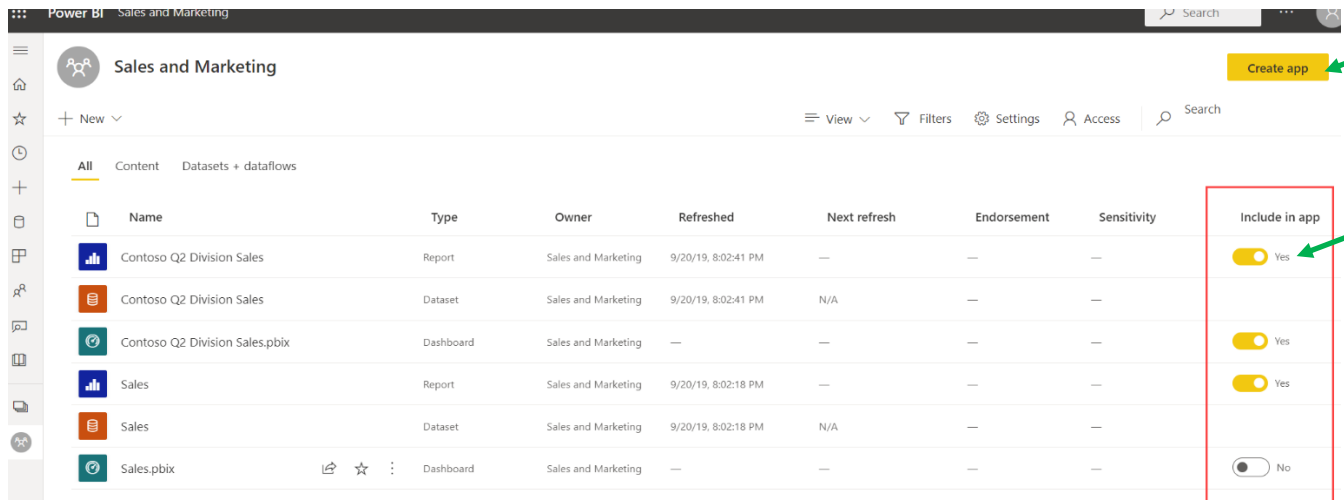 Power BI Sales and Marketing Search ...
Sales and Marketing Create app
New View Filters Settings Access Search
All Content Datasets + dataflows
Name Type Owner Refreshed Next refresh Endorsement Sensitivity Include in app
Contoso Q2 Division Sales Report Sales and Marketing 9/20/19, 8:02:41 PM — — — Yes
Contoso Q2 Division Sales Dataset Sales and Marketing 9/20/19, 8:02:41 PM N/A — —
Contoso Q2 Division Sales.pbix Dashboard Sales and Marketing — — — — Yes
Sales Report Sales and Marketing 9/20/19, 8:02:18 PM — — — Yes
Sales Dataset Sales and Marketing 9/20/19, 8:02:18 PM N/A — —
Sales.pbix Dashboard Sales and Marketing — — — — No